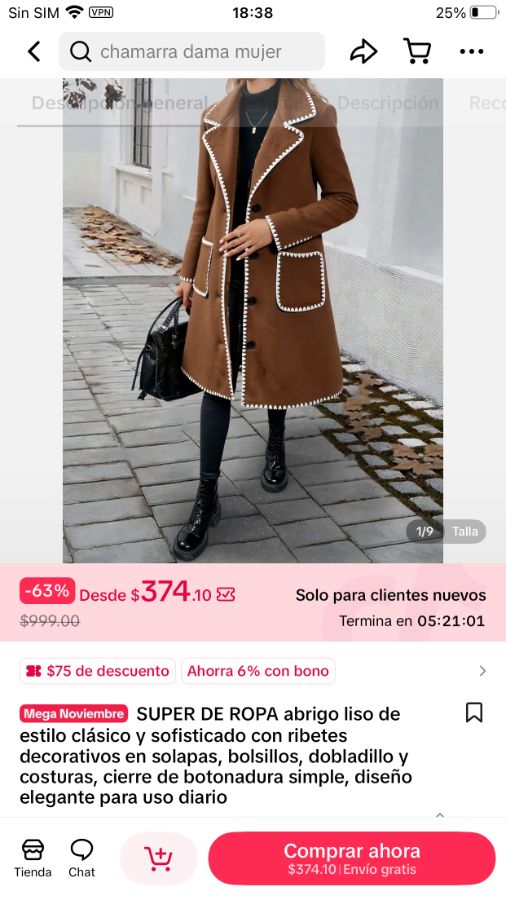 Sin SIM VPN 18:38 25%
chamarra dama mujer
Descripción general Reseñas Descripción Reco
1/9 Talla
-63% Desde $374.10 Solo para clientes nuevos
$999.00 Termina en 05:21:01
$75 de descuento Ahorra 6% con bono
Mega Noviembre SUPER DE ROPA abrigo liso de
estilo clásico y sofisticado con ribetes
decorativos en solapas, bolsillos, dobladillo y
costuras, cierre de botonadura simple, diseño
elegante para uso diario
Tienda Chat Comprar ahora
$374.10 | Envío gratis